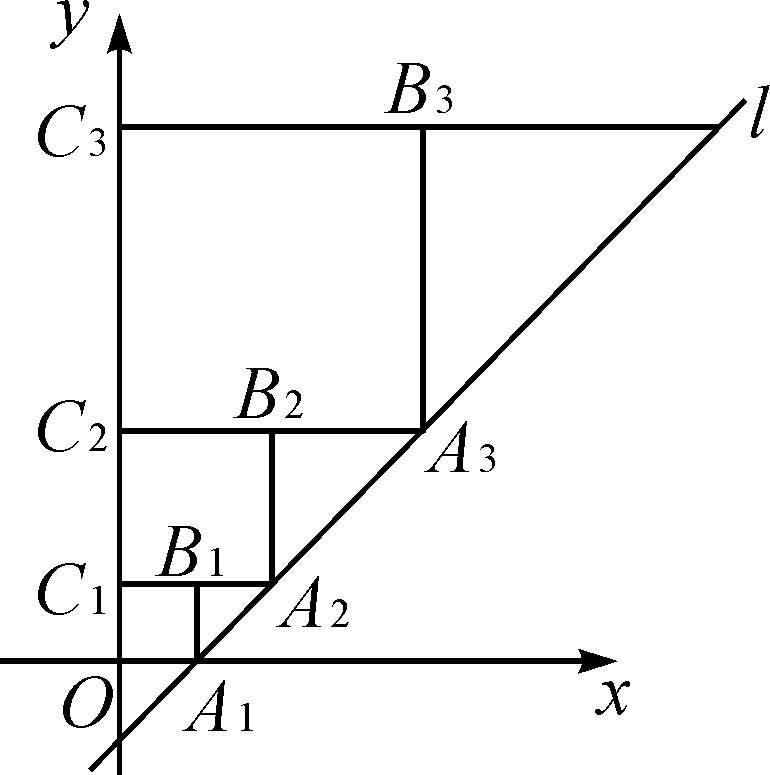 y
B₃
C₃
l
B₂
C₂
A₃
B₁
C₁
A₂
O
A₁
x